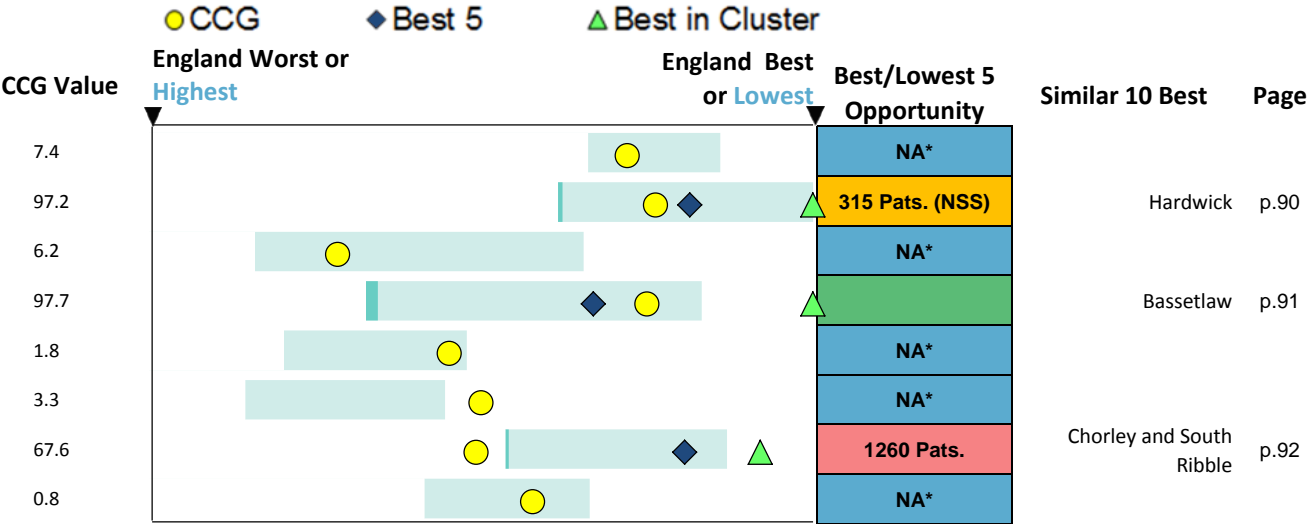 CCG Best 5 Best in Cluster
CCG Value
England Worst or
Highest
England Best
or Lowest
Best/Lowest 5
Opportunity
Similar 10 Best
Page
7.4 NA*
97.2 315 Pats. (NSS) Hardwick p.90
6.2 NA*
97.7 Bassetlaw p.91
1.8 NA*
3.3 NA*
67.6 1260 Pats. Chorley and South
Ribble p.92
0.8 NA*